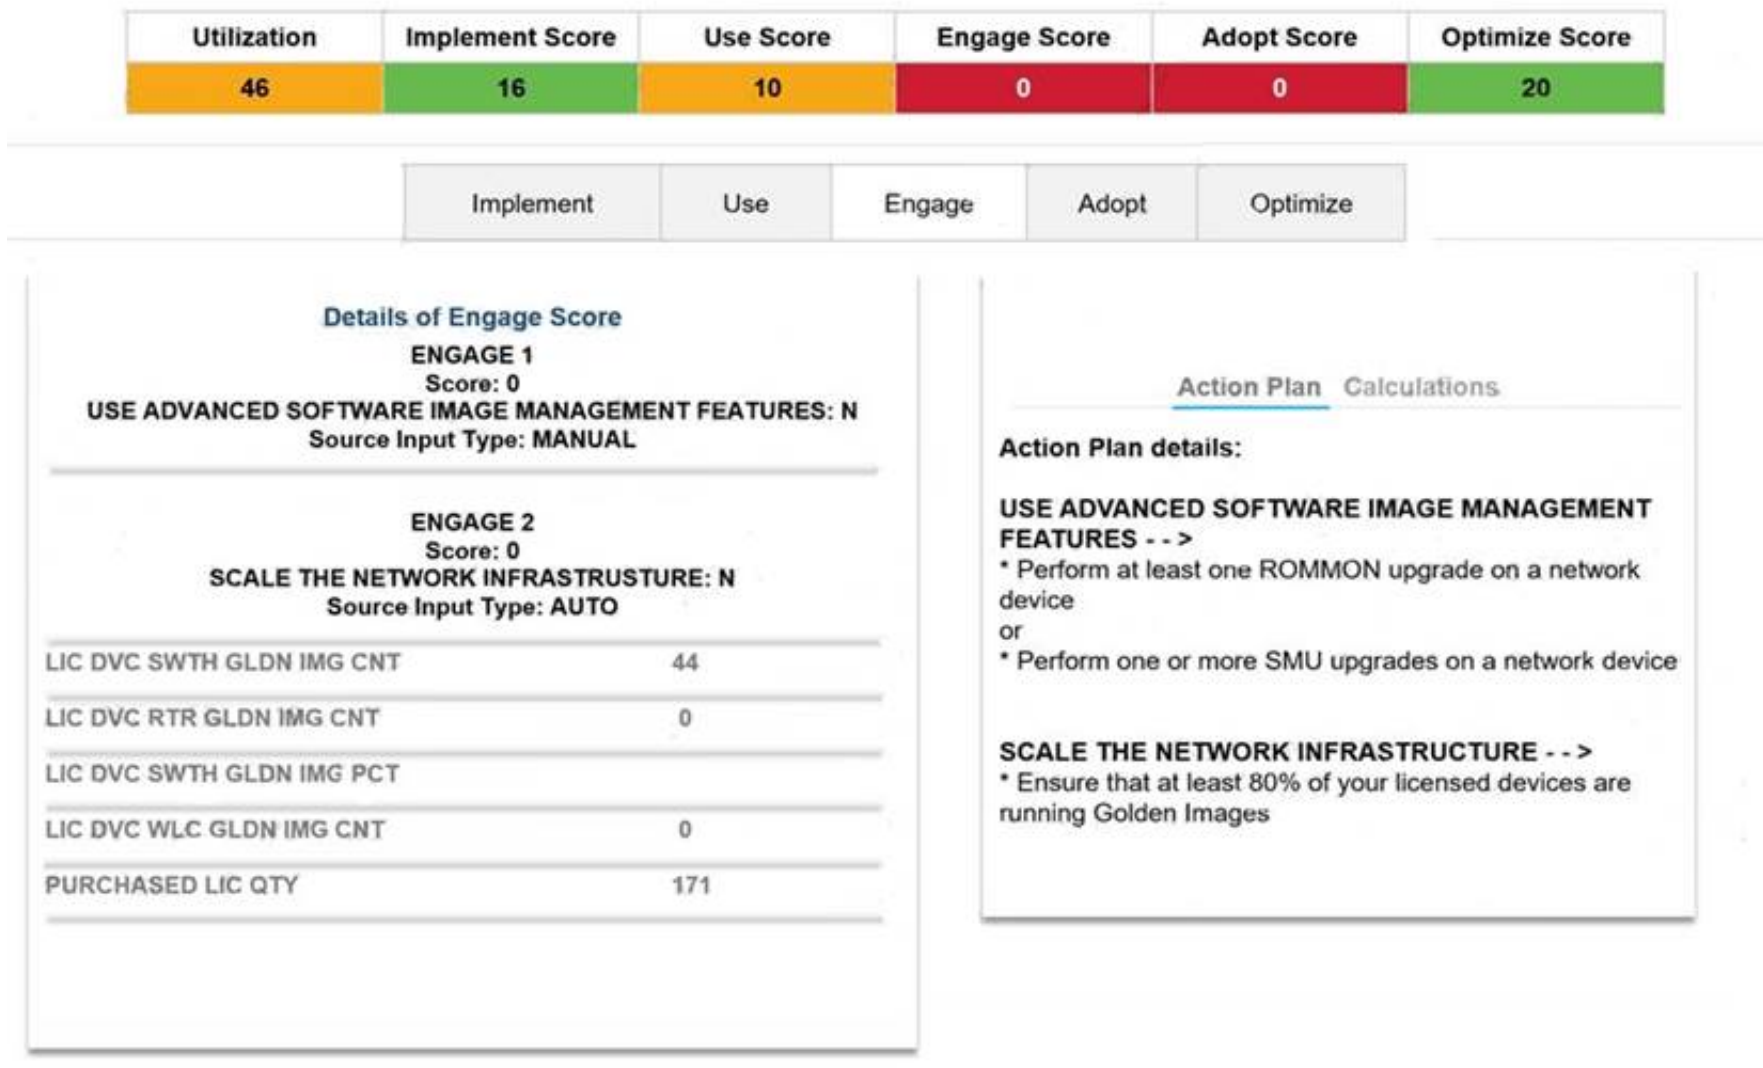 Utilization Implement Score Use Score Engage Score Adopt Score Optimize Score
46 16 10 0 0 20
Implement Use Engage Adopt Optimize
Details of Engage Score
ENGAGE 1
Score: 0
USE ADVANCED SOFTWARE IMAGE MANAGEMENT FEATURES: N
Source Input Type: MANUAL
ENGAGE 2
Score: 0
SCALE THE NETWORK INFRASTRUSTURE: N
Source Input Type: AUTO
LIC DVC SWTH GLDN IMG CNT 44
LIC DVC RTR GLDN IMG CNT 0
LIC DVC SWTH GLDN IMG PCT
LIC DVC WLC GLDN IMG CNT 0
PURCHASED LIC QTY 171
Action Plan Calculations
Action Plan details:
USE ADVANCED SOFTWARE IMAGE MANAGEMENT
FEATURES - - >
* Perform at least one ROMMON upgrade on a network
device
or
* Perform one or more SMU upgrades on a network device
SCALE THE NETWORK INFRASTRUCTURE - - >
* Ensure that at least 80% of your licensed devices are
running Golden Images